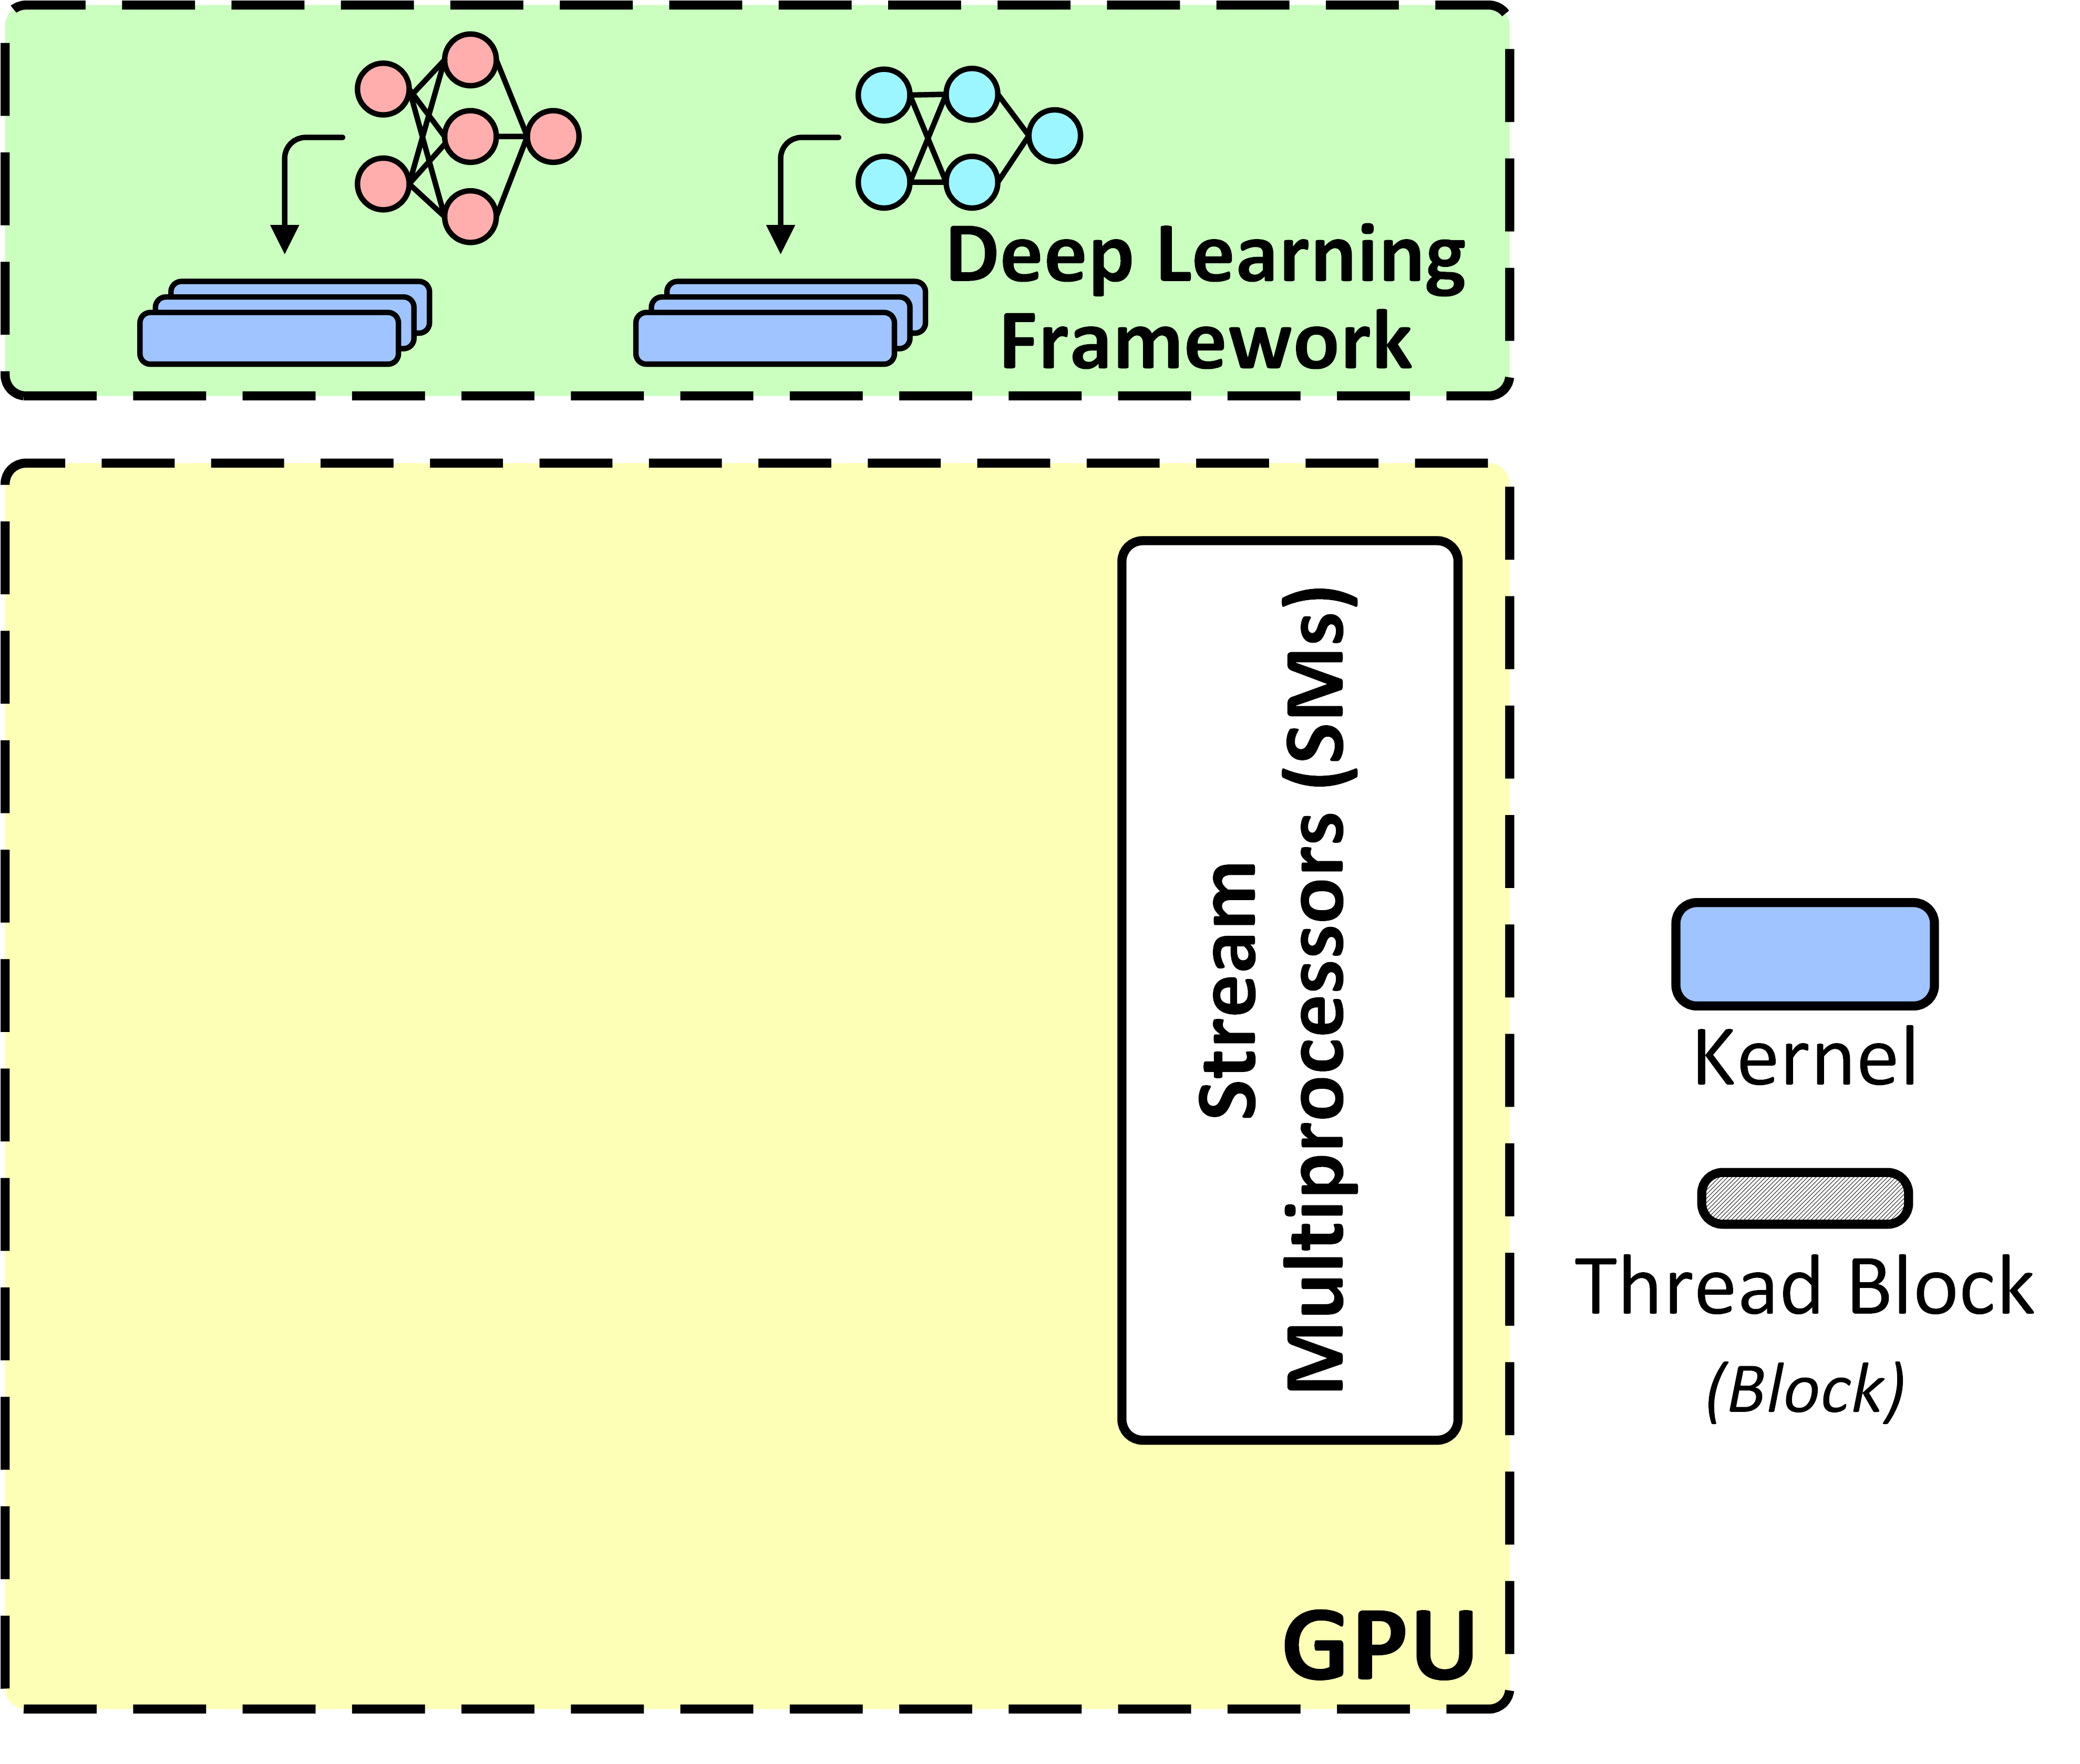 Deep Learning
Framework
Stream
Multiprocessors (SMs)
Kernel
Thread Block
(Block)
GPU